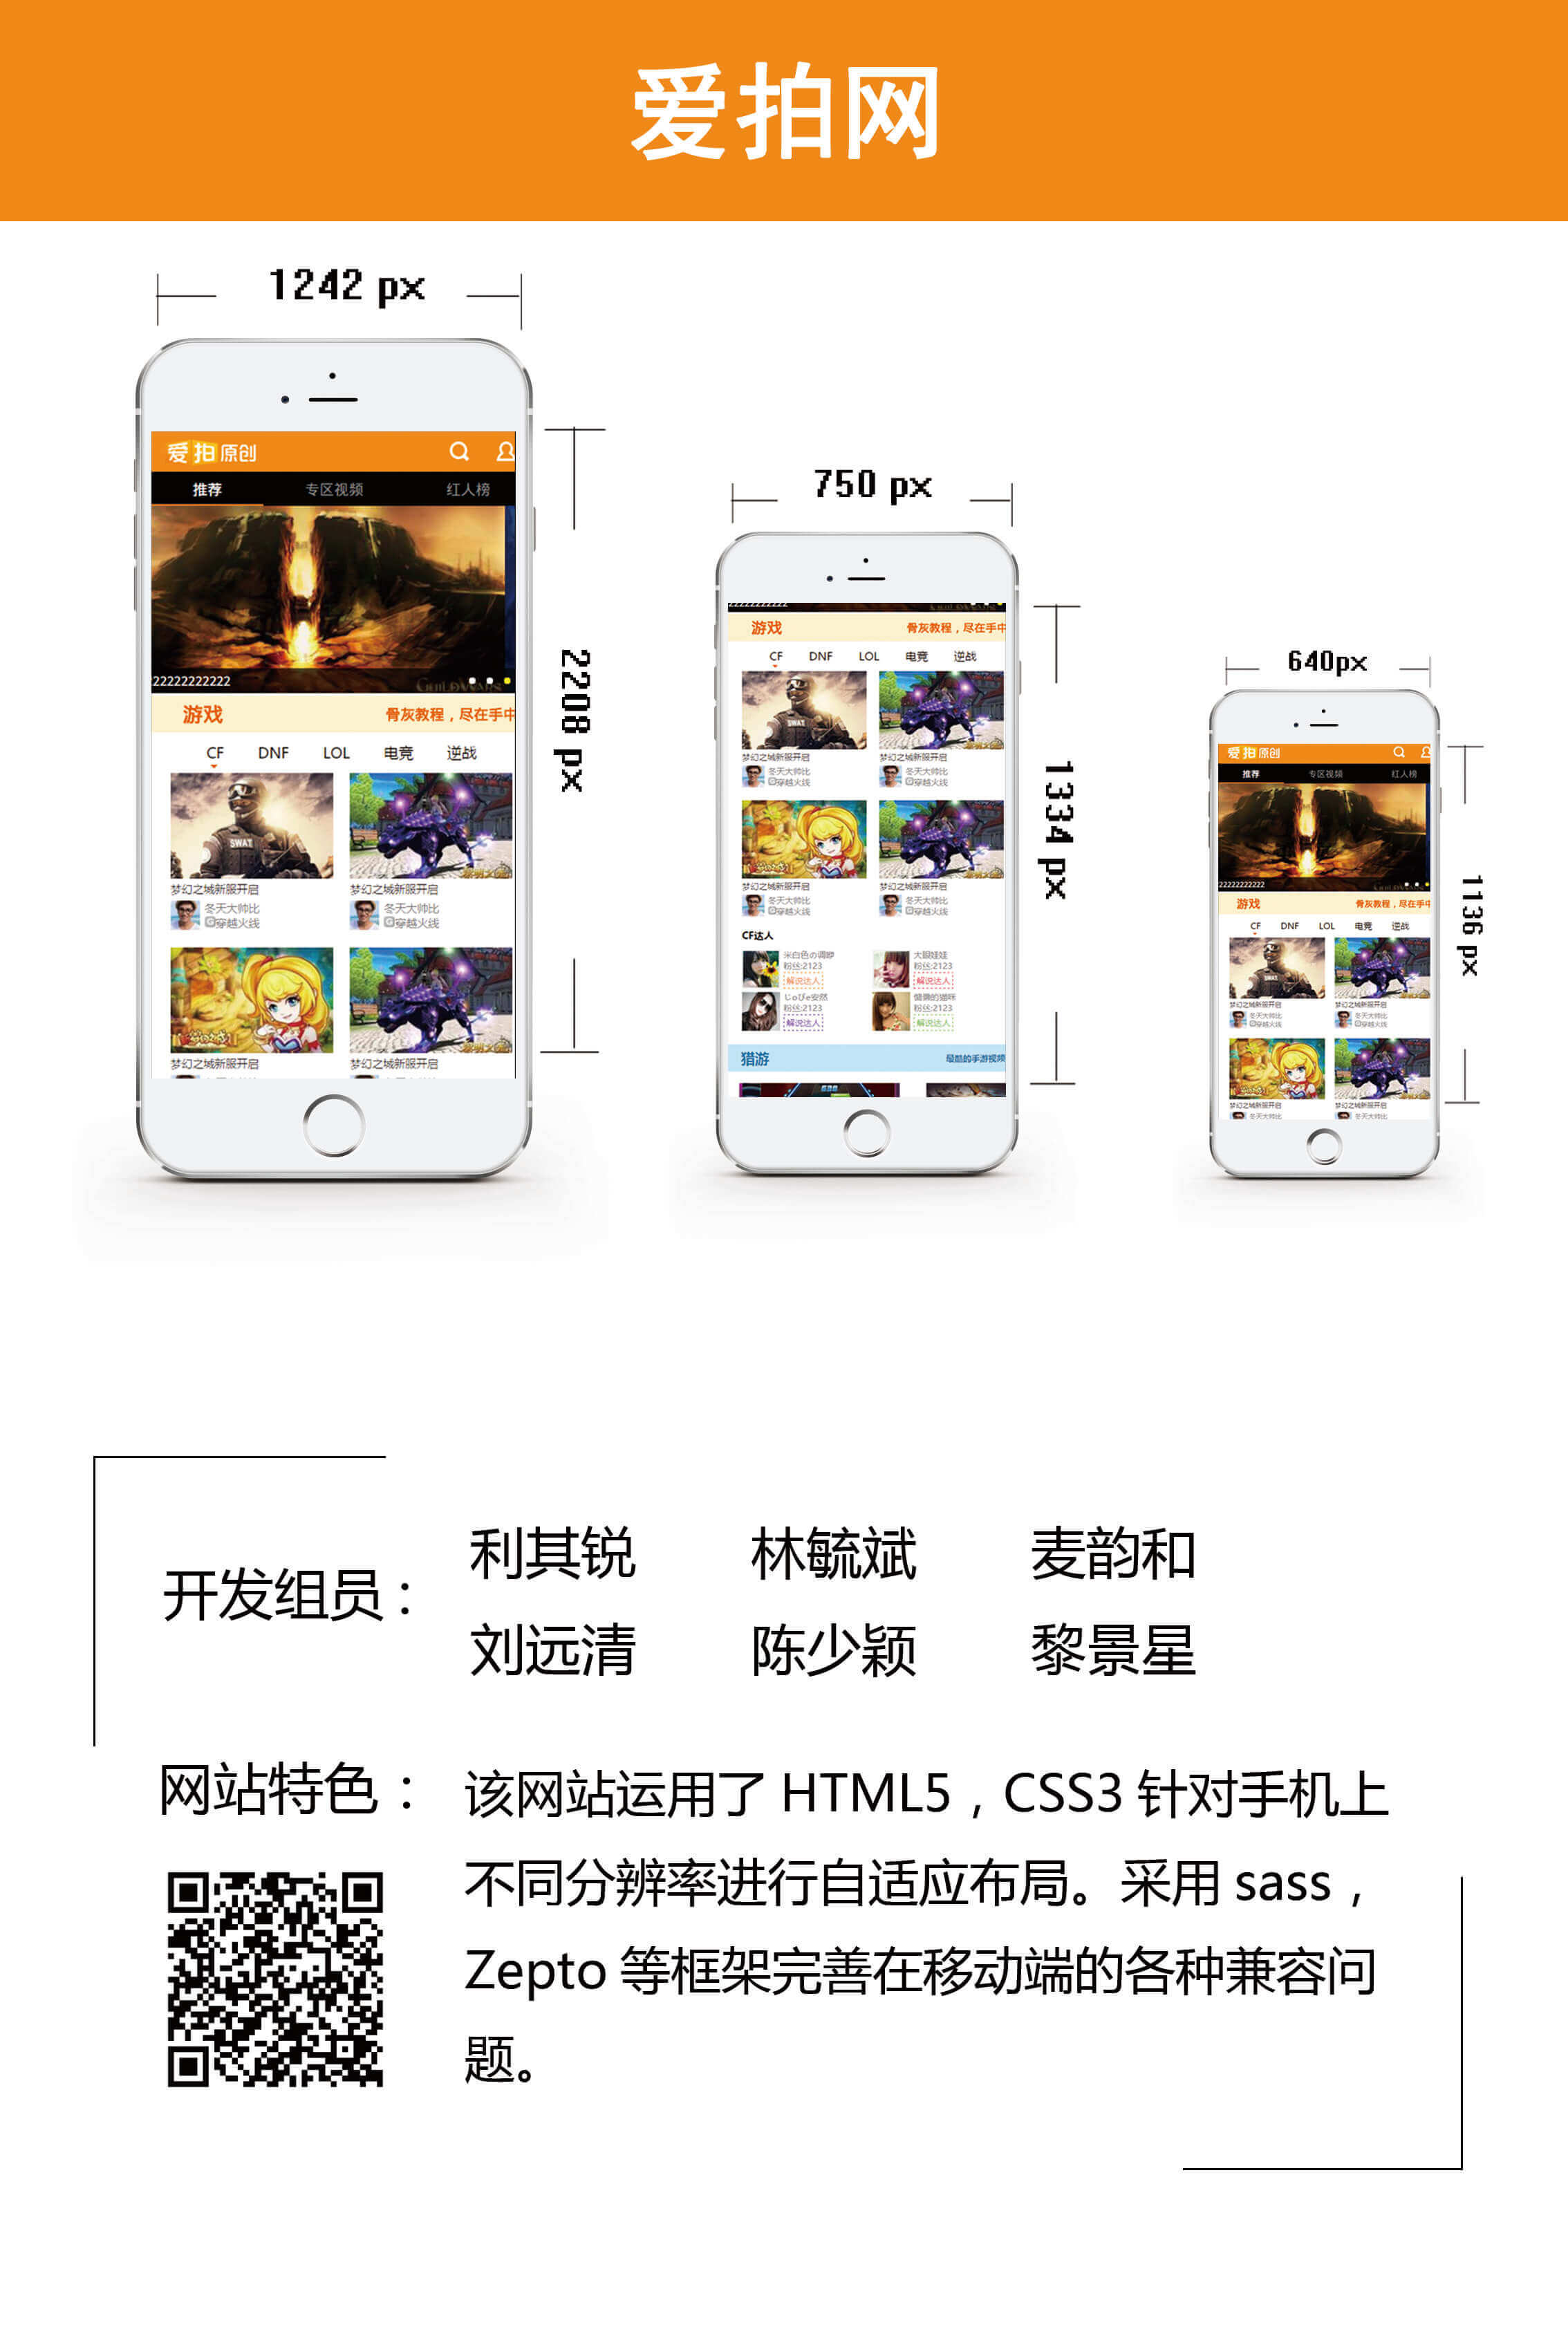 爱拍网
1242 px
2208 px
爱拍原创
推荐 专区视频 红人榜
22222222222
GUILDWARS
游戏 骨灰教程，尽在手中
CF DNF LOL 电竞 逆战
SWAT
梦幻之城新服开启 梦幻之城新服开启
冬天大帅比 冬天大帅比
穿越火线 穿越火线
梦幻之城新服开启 梦幻之城新服开启
750 px
1334 px
游戏 骨灰教程，尽在手中
CF DNF LOL 电竞 逆战
SWAT
梦幻之城新服开启 梦幻之城新服开启
冬天大帅比 冬天大帅比
穿越火线 穿越火线
梦幻之城新服开启 梦幻之城新服开启
冬天大帅比 冬天大帅比
穿越火线 穿越火线
CF达人
大眼娃娃
粉丝:2123 粉丝:2123
解说达人 解说达人
慵懒的猫咪
粉丝:2123 粉丝:2123
解说达人 解说达人
猎游 最酷的手游视频
640px
1136 px
爱拍原创
推荐 专区视频 红人榜
22222222222
游戏 骨灰教程，尽在手中
CF DNF LOL 电竞 逆战
梦幻之城新服开启 梦幻之城新服开启
冬天大帅比 冬天大帅比
穿越火线 穿越火线
梦幻之城新服开启 梦幻之城新服开启
冬天大帅比 冬天大帅比
开发组员： 利其锐 林毓斌 麦韵和
刘远清 陈少颖 黎景星
网站特色： 该网站运用了 HTML5，CSS3 针对手机上
不同分辨率进行自适应布局。采用 sass，
Zepto 等框架完善在移动端的各种兼容问
题。